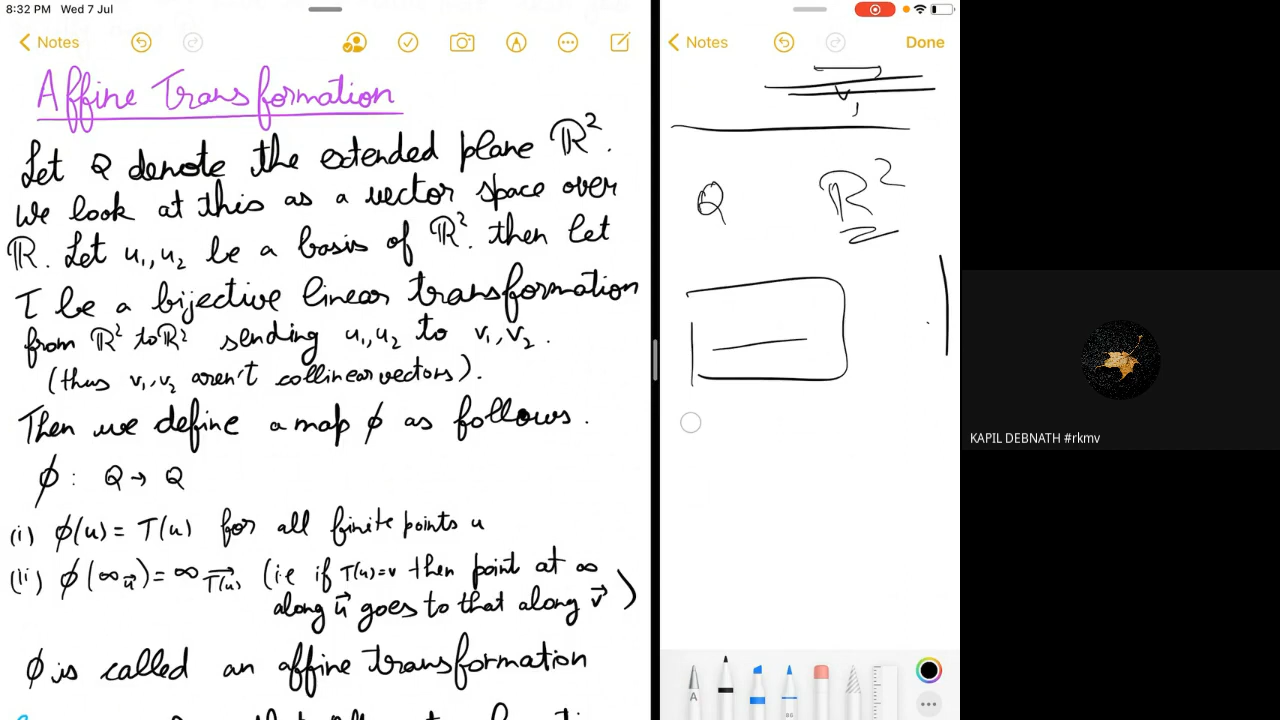 8:32 PM Wed 7 Jul
Notes
Affine Transformation
Let Q denote the extended plane ℝ².
We look at this as a vector space over
ℝ. Let u₁, u₂ be a basis of ℝ². then let
T be a bijective linear transformation
from ℝ² to ℝ² sending u₁, u₂ to v₁, v₂.
(thus v₁, v₂ aren't collinear vectors).
Then we define a map ϕ as follows.
ϕ : Q → Q
(i) ϕ(u) = T(u) for all finite points u
(ii) ϕ(∞_u⃗) = ∞_T(u)⃗ (i.e if T(u)=v then point at ∞
along u⃗ goes to that along v⃗)
ϕ is called an affine transformation
Notes
Done
Q ℝ²
KAPIL DEBNATH #rkmv